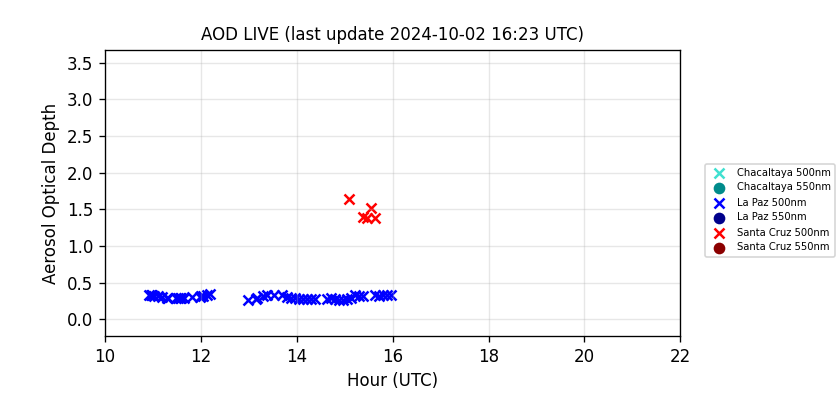 AOD LIVE (last update 2024-10-02 16:23 UTC)
Aerosol Optical Depth
3.5
3.0
2.5
2.0
1.5
1.0
0.5
0.0
10 12 14 16 18 20 22
Hour (UTC)
Chacaltaya 500nm
Chacaltaya 550nm
La Paz 500nm
La Paz 550nm
Santa Cruz 500nm
Santa Cruz 550nm